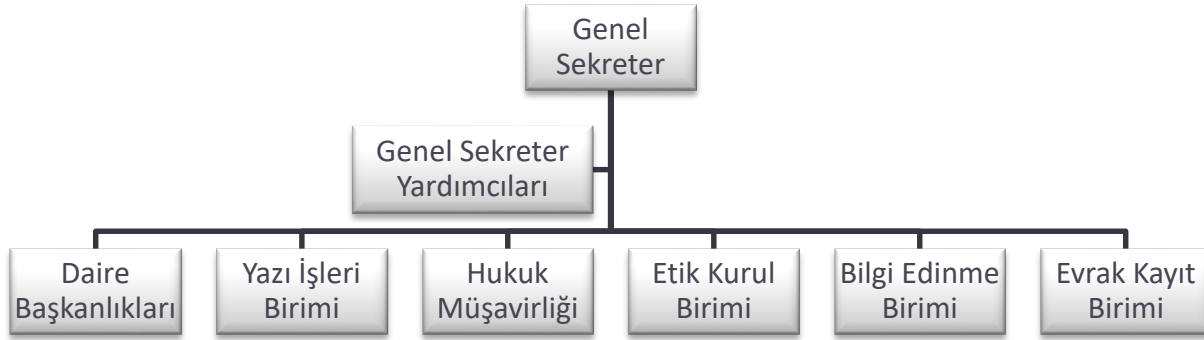 Genel
Sekreter
Genel Sekreter
Yardımcıları
Daire
Başkanlıkları
Yazı İşleri
Birimi
Hukuk
Müşavirliği
Etik Kurul
Birimi
Bilgi Edinme
Birimi
Evrak Kayıt
Birimi